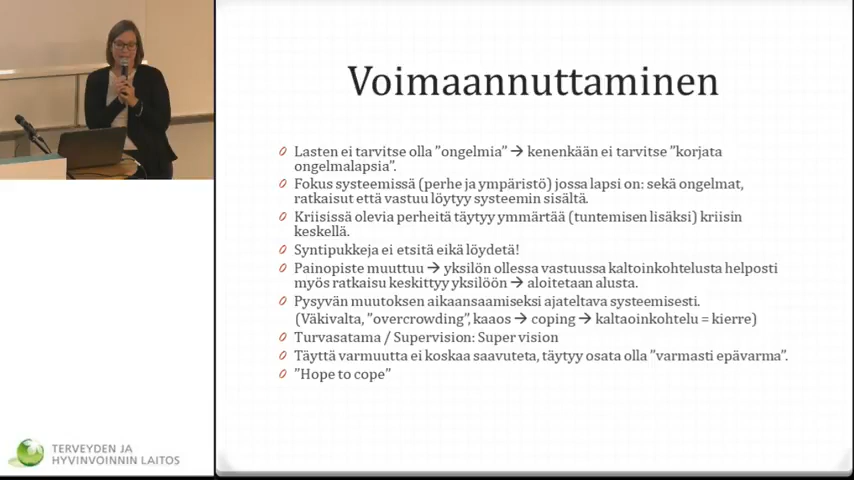 Voimaannuttaminen
Lasten ei tarvitse olla ”ongelmia” → kenenkään ei tarvitse ”korjata
ongelmalapsia”.
Fokus systeemissä (perhe ja ympäristö) jossa lapsi on: sekä ongelmat,
ratkaisut että vastuu löytyy systeemin sisältä.
Kriisissä olevia perheitä täytyy ymmärtää (tuntemisen lisäksi) kriisin
keskellä.
Syntipukkeja ei etsitä eikä löydetä!
Painopiste muuttuu → yksilön ollessa vastuussa kaltoinkohtelusta helposti
myös ratkaisu keskittyy yksilöön → aloitetaan alusta.
Pysyvän muutoksen aikaansaamiseksi ajateltava systeemisesti.
(Väkivalta, ”overcrowding”, kaaos → coping → kaltaoinkohtelu = kierre)
Turvasatama / Supervision: Super vision
Täyttä varmuutta ei koskaa saavuteta, täytyy osata olla ”varmasti epävarma”.
”Hope to cope”
TERVEYDEN JA
HYVINVOINNIN LAITOS